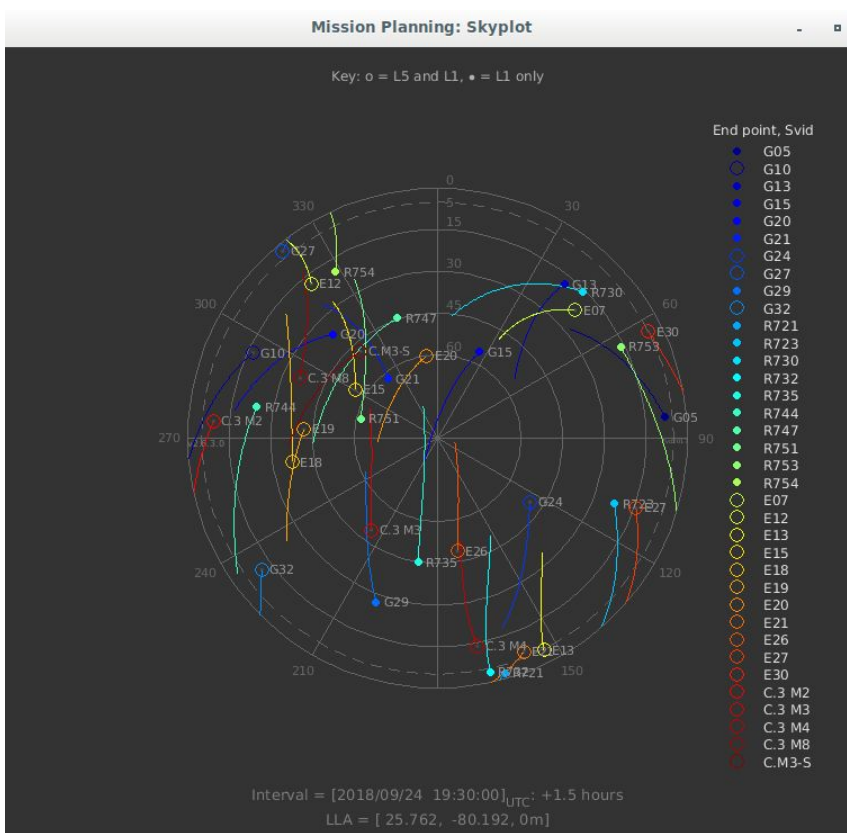 Mission Planning: Skyplot
Key: o = L5 and L1, • = L1 only
End point, Svid
G05
G10
G13
G15
G20
G21
G24
G27
G29
G32
R721
R723
R730
R732
R735
R744
R747
R751
R753
R754
E07
E12
E13
E15
E18
E19
E20
E21
E26
E27
E30
C.3 M2
C.3 M3
C.3 M4
C.3 M8
C.M3-S
0
330
5
30
15
G27
R754
30
E12
G13
R730
300
45
E07
60
R747
E30
G20
R753
G10
C.M3-S
60
E20
G15
C.3 M8
G21
E15
R744
R751
G05
C.3 M2
E19
270
90
E18
G24
R723
E27
C.3 M3
E26
R735
240
G32
120
G29
C.3 M4
E13
210
150
R732
R721
Interval = [2018/09/24 19:30:00]UTC: +1.5 hours
LLA = [ 25.762, -80.192, 0m]